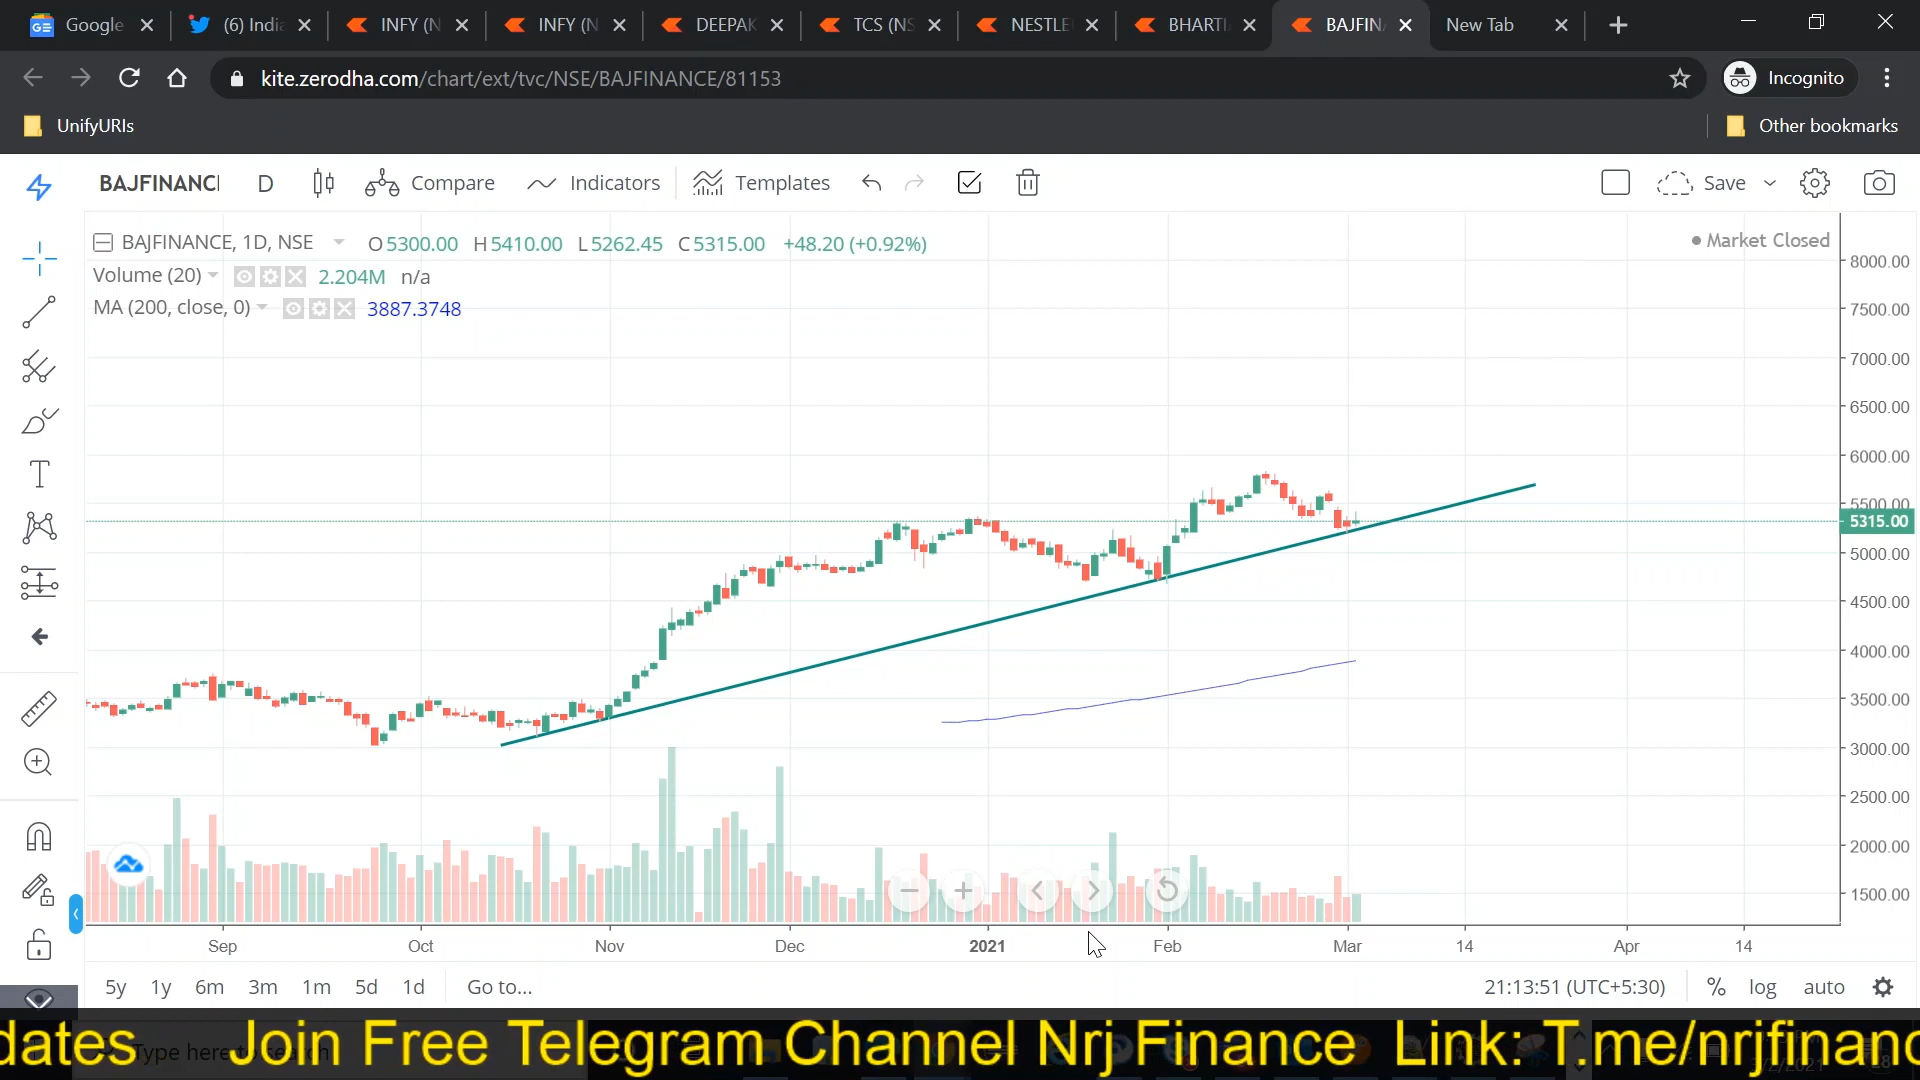 Google
(6) India
INFY (N
INFY (N
DEEPAK
TCS (NS
NESTLE
BHARTI
BAJFIN
New Tab
kite.zerodha.com/chart/ext/tvc/NSE/BAJFINANCE/81153
Incognito
UnifyURIs
Other bookmarks
BAJFINANCE
D
Compare
Indicators
Templates
Save
BAJFINANCE, 1D, NSE O5300.00 H5410.00 L5262.45 C5315.00 +48.20 (+0.92%)
Market Closed
Volume (20) 2.204M n/a
MA (200, close, 0) 3887.3748
8000.00
7500.00
7000.00
6500.00
6000.00
5500.00
5315.00
5000.00
4500.00
4000.00
3500.00
3000.00
2500.00
2000.00
1500.00
Sep Oct Nov Dec 2021 Feb Mar 14 Apr 14
5y 1y 6m 3m 1m 5d 1d Go to...
21:13:51 (UTC+5:30) % log auto
dates Join Free Telegram Channel Nrj Finance Link: T.me/nrjfinanc
Type here to search